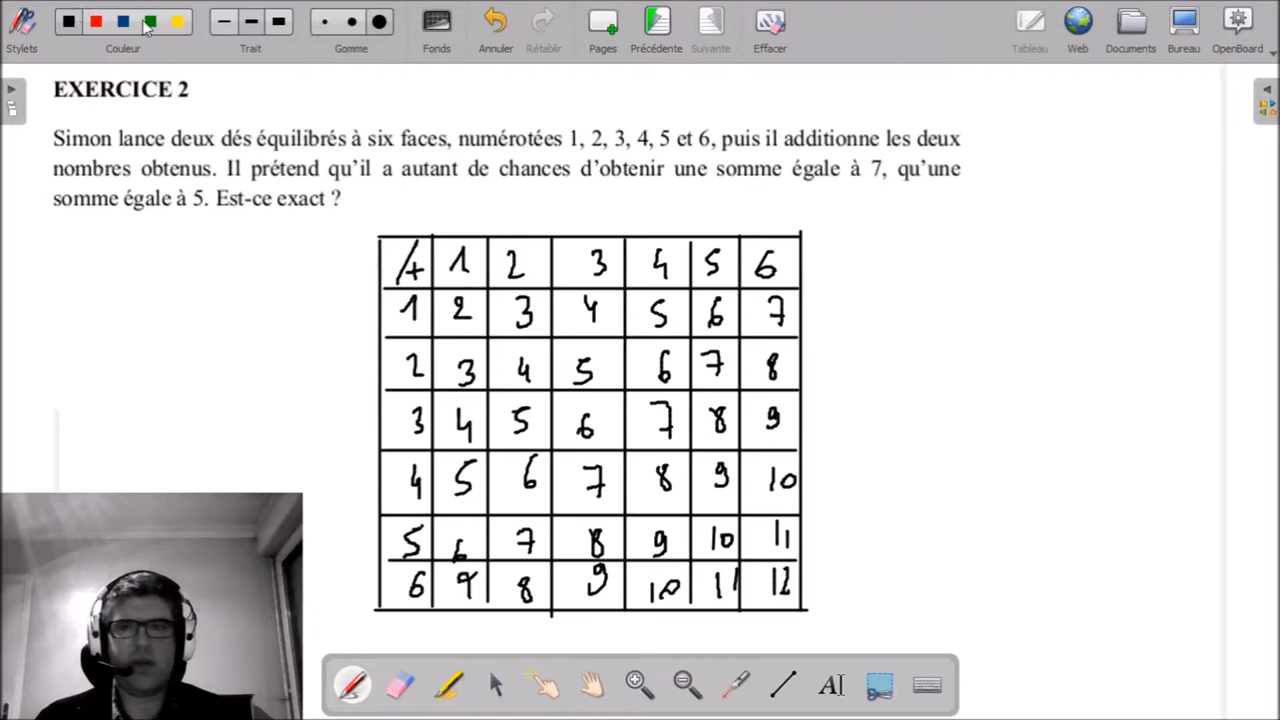 Stylets Couleur Trait Gomme Fonds Annuler Rétablir Pages Précédente Suivante Effacer Tableau Web Documents Bureau OpenBoard
EXERCICE 2
Simon lance deux dés équilibrés à six faces, numérotées 1, 2, 3, 4, 5 et 6, puis il additionne les deux
nombres obtenus. Il prétend qu'il a autant de chances d'obtenir une somme égale à 7, qu'une
somme égale à 5. Est-ce exact ?
/+ 1 2 3 4 5 6
1 2 3 4 5 6 7
2 3 4 5 6 7 8
3 4 5 6 7 8 9
4 5 6 7 8 9 10
5 6 7 8 9 10 11
6 7 8 9 10 11 12
AI